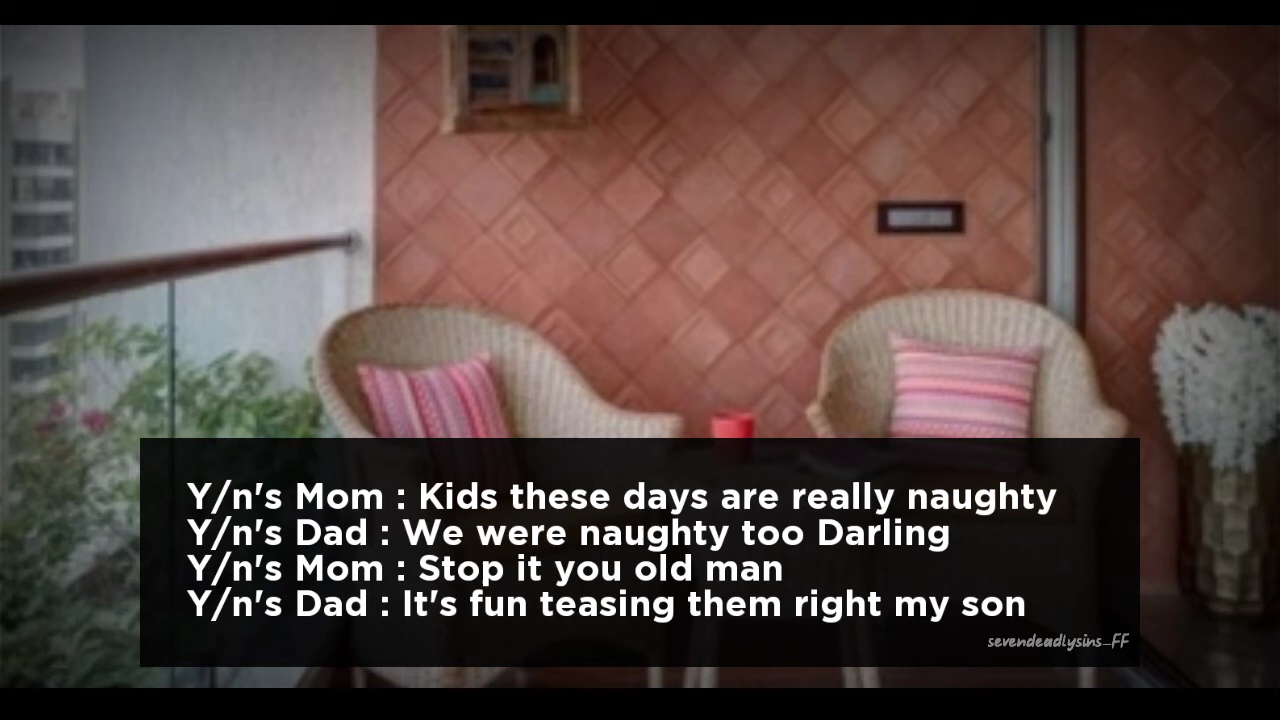 Y/n's Mom : Kids these days are really naughty
Y/n's Dad : We were naughty too Darling
Y/n's Mom : Stop it you old man
Y/n's Dad : It's fun teasing them right my son
sevendeadlysins_FF